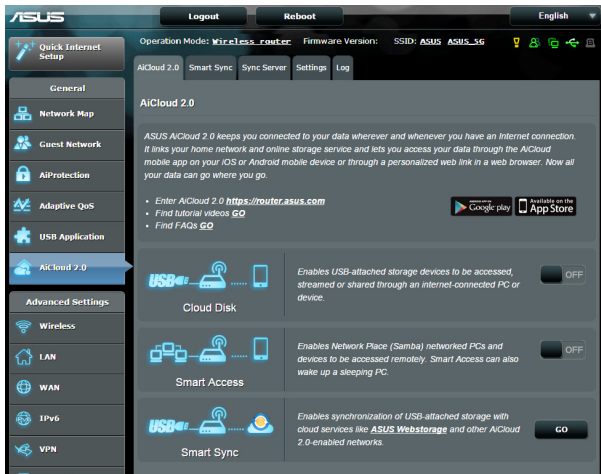 ASUS
Logout
Reboot
English
Quick Internet
Setup
Operation Mode: Wireless router Firmware Version: SSID: ASUS ASUS_5G
AiCloud 2.0
Smart Sync
Sync Server
Settings
Log
General
Network Map
Guest Network
AiProtection
Adaptive QoS
USB Application
AiCloud 2.0
Advanced Settings
Wireless
LAN
WAN
IPv6
VPN
AiCloud 2.0
ASUS AiCloud 2.0 keeps you connected to your data wherever and whenever you have an Internet connection.
It links your home network and online storage service and lets you access your data through the AiCloud
mobile app on your iOS or Android mobile device or through a personalized web link in a web browser. Now all
your data can go where you go.
• Enter AiCloud 2.0 https://router.asus.com
• Find tutorial videos GO
• Find FAQs GO
Google play
Available on the
App Store
USB
Cloud Disk
Enables USB-attached storage devices to be accessed,
streamed or shared through an internet-connected PC or
device.
OFF
Smart Access
Enables Network Place (Samba) networked PCs and
devices to be accessed remotely. Smart Access can also
wake up a sleeping PC.
OFF
USB
Smart Sync
Enables synchronization of USB-attached storage with
cloud services like ASUS Webstorage and other AiCloud
2.0-enabled networks.
GO